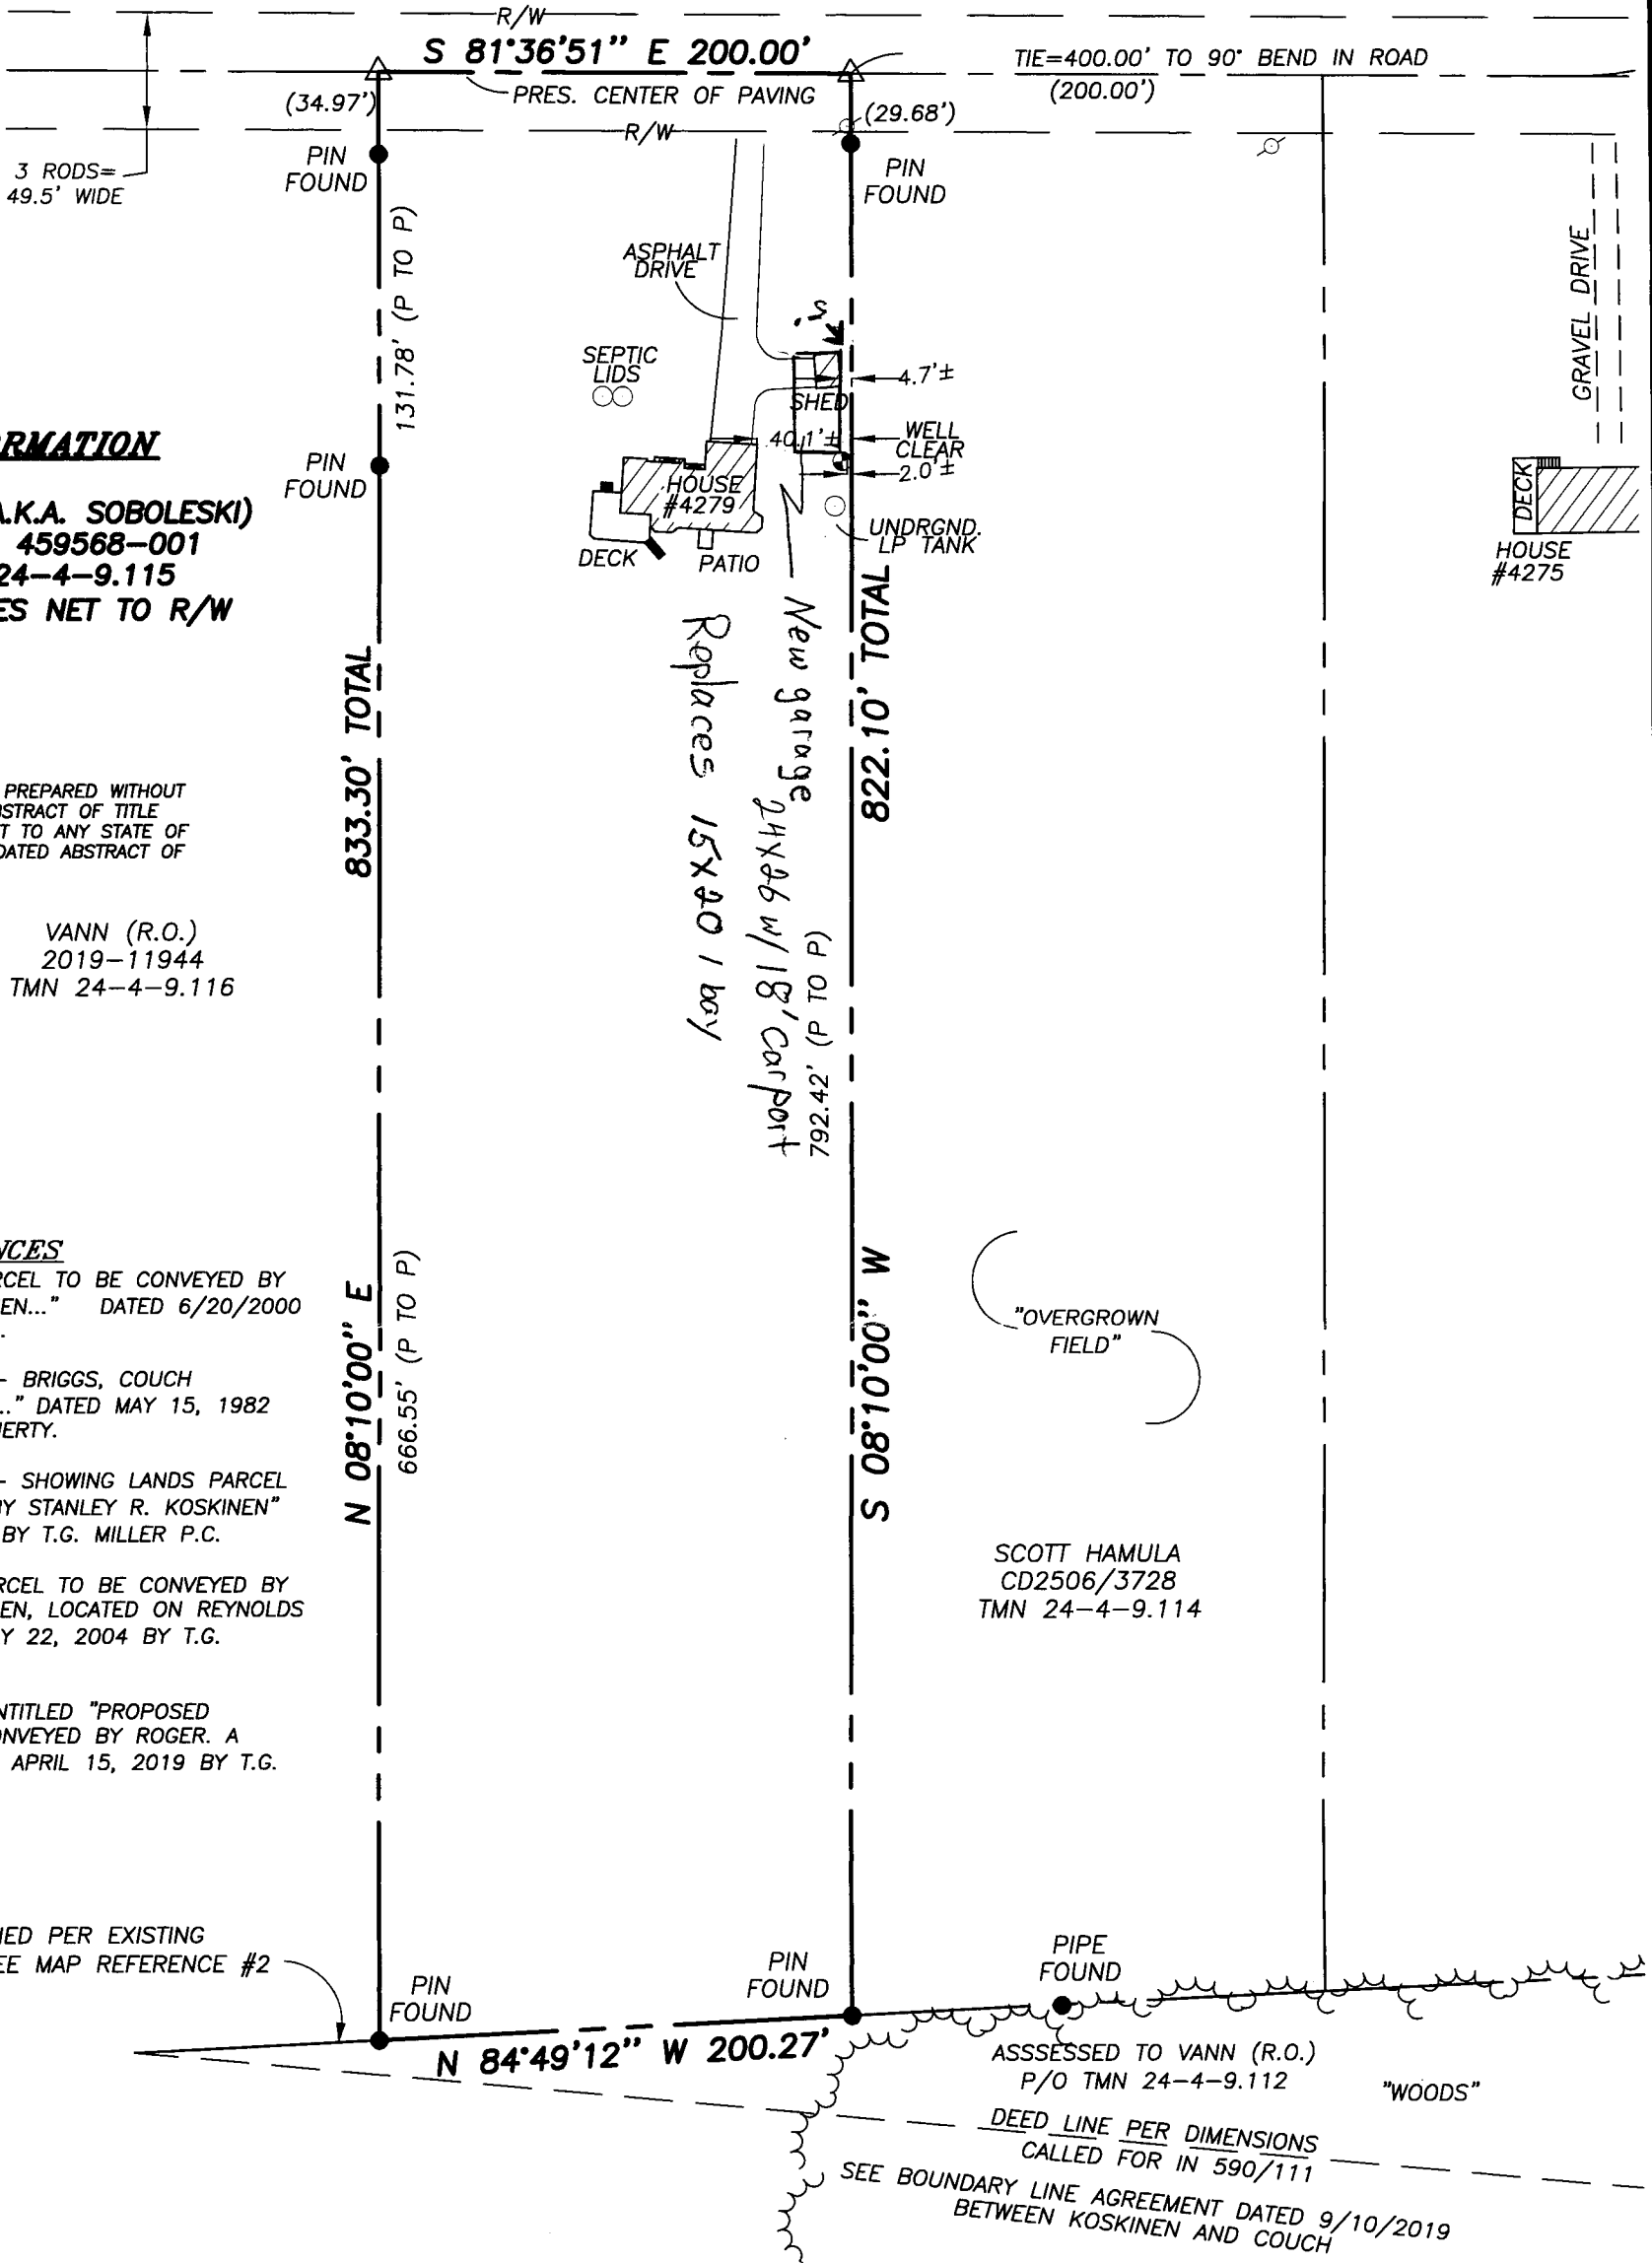 R/W
S 81°36'51" E 200.00'
TIE=400.00' TO 90° BEND IN ROAD
(200.00')
(34.97')
PRES. CENTER OF PAVING
(29.68')
R/W
3 RODS=
49.5' WIDE
PIN
FOUND
PIN
FOUND
131.78' (P TO P)
ASPHALT
DRIVE
GRAVEL DRIVE
SEPTIC
LIDS
4.7'±
SHED
RMATION
40.1'±
WELL
CLEAR
2.0'±
PIN
FOUND
HOUSE
#4279
DECK
.K.A. SOBOLESKI)
459568-001
24-4-9.115
ES NET TO R/W
UNDRGND.
LP TANK
DECK
PATIO
HOUSE
#4275
833.30' TOTAL
822.10' TOTAL
New garage
24x26 w/ 18' Carport
Replaces 15x20 1 bay
792.42' (P TO P)
PREPARED WITHOUT
STRACT OF TITLE
T TO ANY STATE OF
DATED ABSTRACT OF
VANN (R.O.)
2019-11944
TMN 24-4-9.116
NCES
RCEL TO BE CONVEYED BY
EN..." DATED 6/20/2000
.
- BRIGGS, COUCH
.." DATED MAY 15, 1982
ERTY.
- SHOWING LANDS PARCEL
BY STANLEY R. KOSKINEN"
BY T.G. MILLER P.C.
RCEL TO BE CONVEYED BY
EN, LOCATED ON REYNOLDS
Y 22, 2004 BY T.G.
NTITLED "PROPOSED
ONVEYED BY ROGER. A
APRIL 15, 2019 BY T.G.
N 08°10'00" E
666.55' (P TO P)
S 08°10'00" W
"OVERGROWN
FIELD"
SCOTT HAMULA
CD2506/3728
TMN 24-4-9.114
IED PER EXISTING
EE MAP REFERENCE #2
PIN
FOUND
PIN
FOUND
PIPE
FOUND
N 84°49'12" W 200.27'
ASSSESSED TO VANN (R.O.)
P/O TMN 24-4-9.112
"WOODS"
DEED LINE PER DIMENSIONS
CALLED FOR IN 590/111
SEE BOUNDARY LINE AGREEMENT DATED 9/10/2019
BETWEEN KOSKINEN AND COUCH